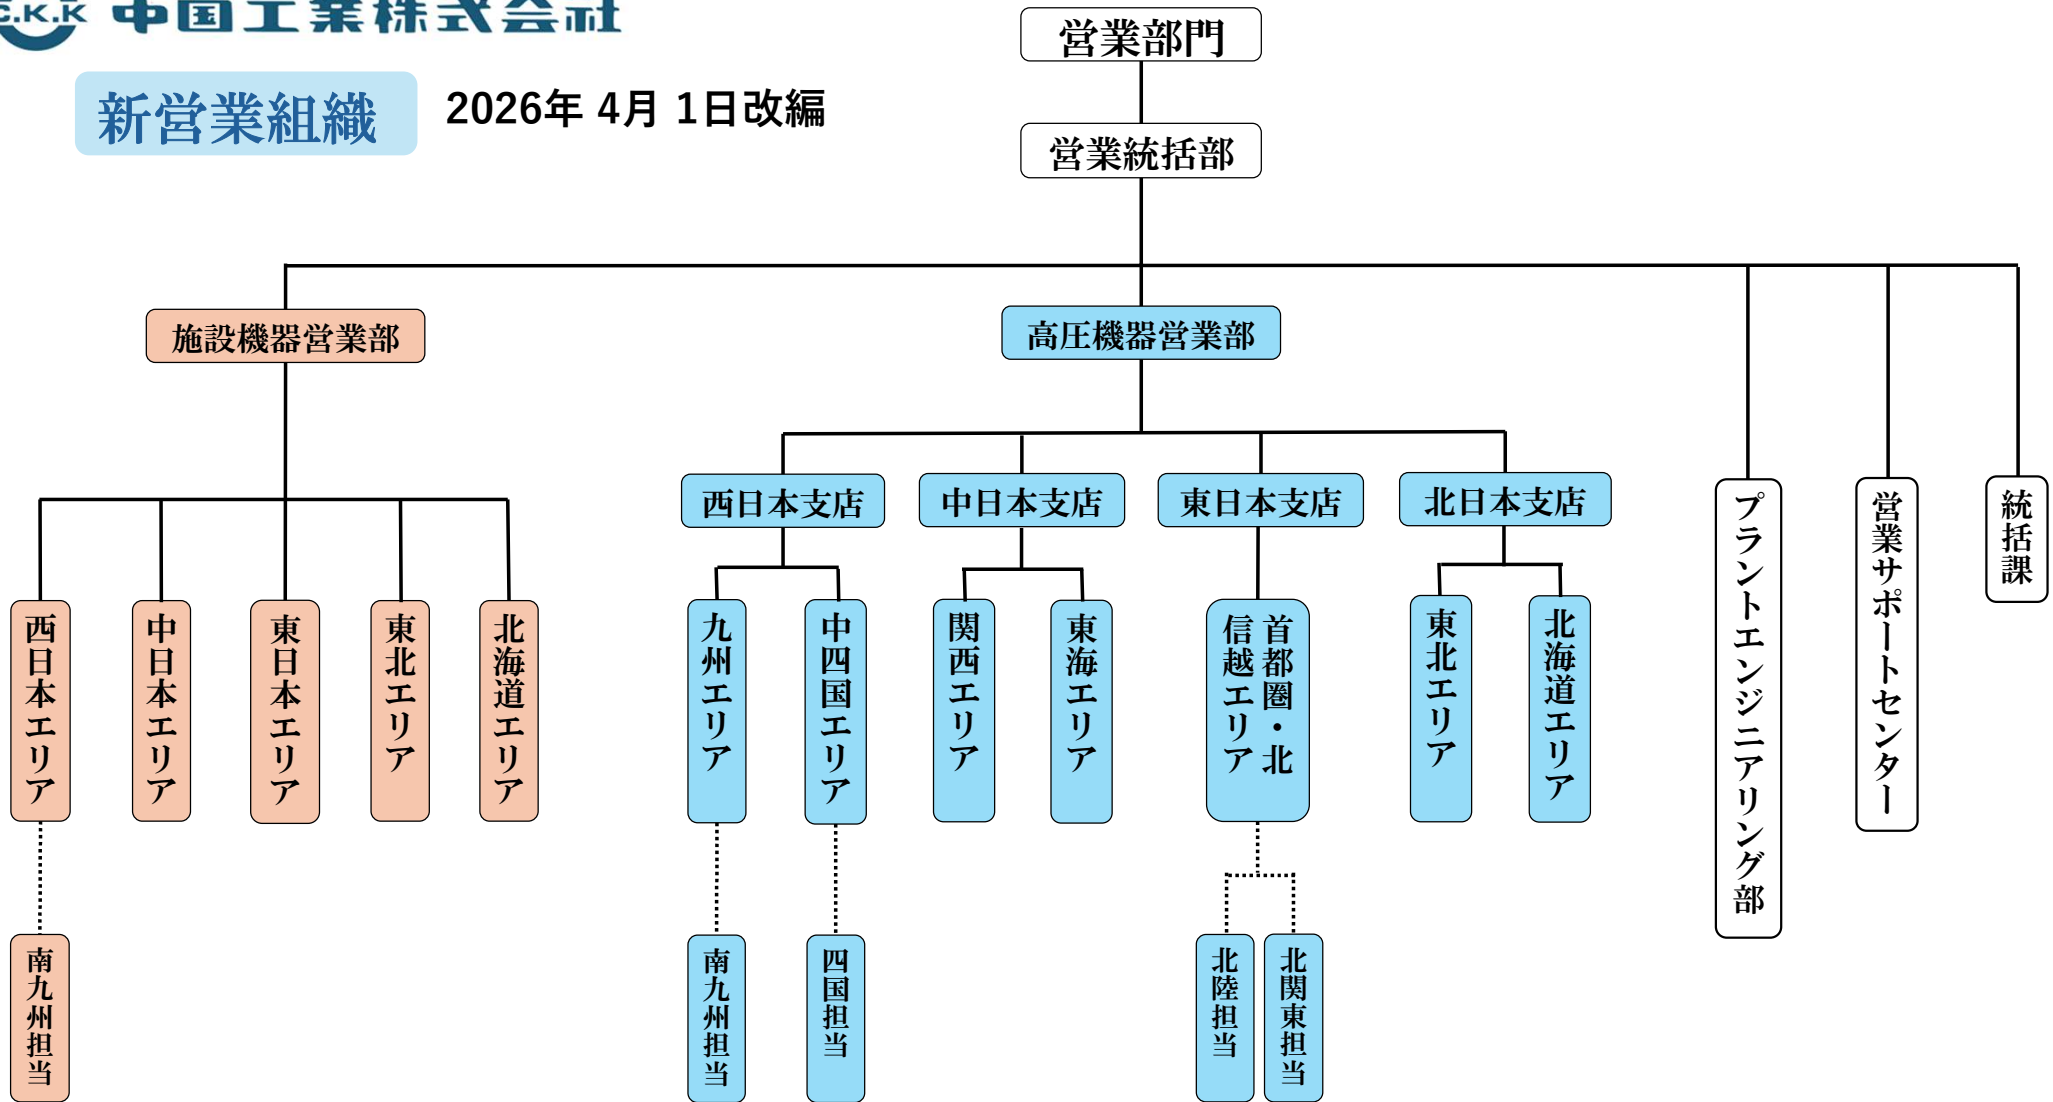 C.K.K 中国工業株式会社
新営業組織
2026年 4月 1日改編
営業部門
営業統括部
施設機器営業部
高圧機器営業部
西日本支店
中日本支店
東日本支店
北日本支店
プラントエンジニアリング部
営業サポートセンター
統括課
西日本エリア
中日本エリア
東日本エリア
東北エリア
北海道エリア
九州エリア
中四国エリア
関西エリア
東海エリア
首都圏・北
信越エリア
東北エリア
北海道エリア
南九州担当
南九州担当
四国担当
北陸担当
北関東担当